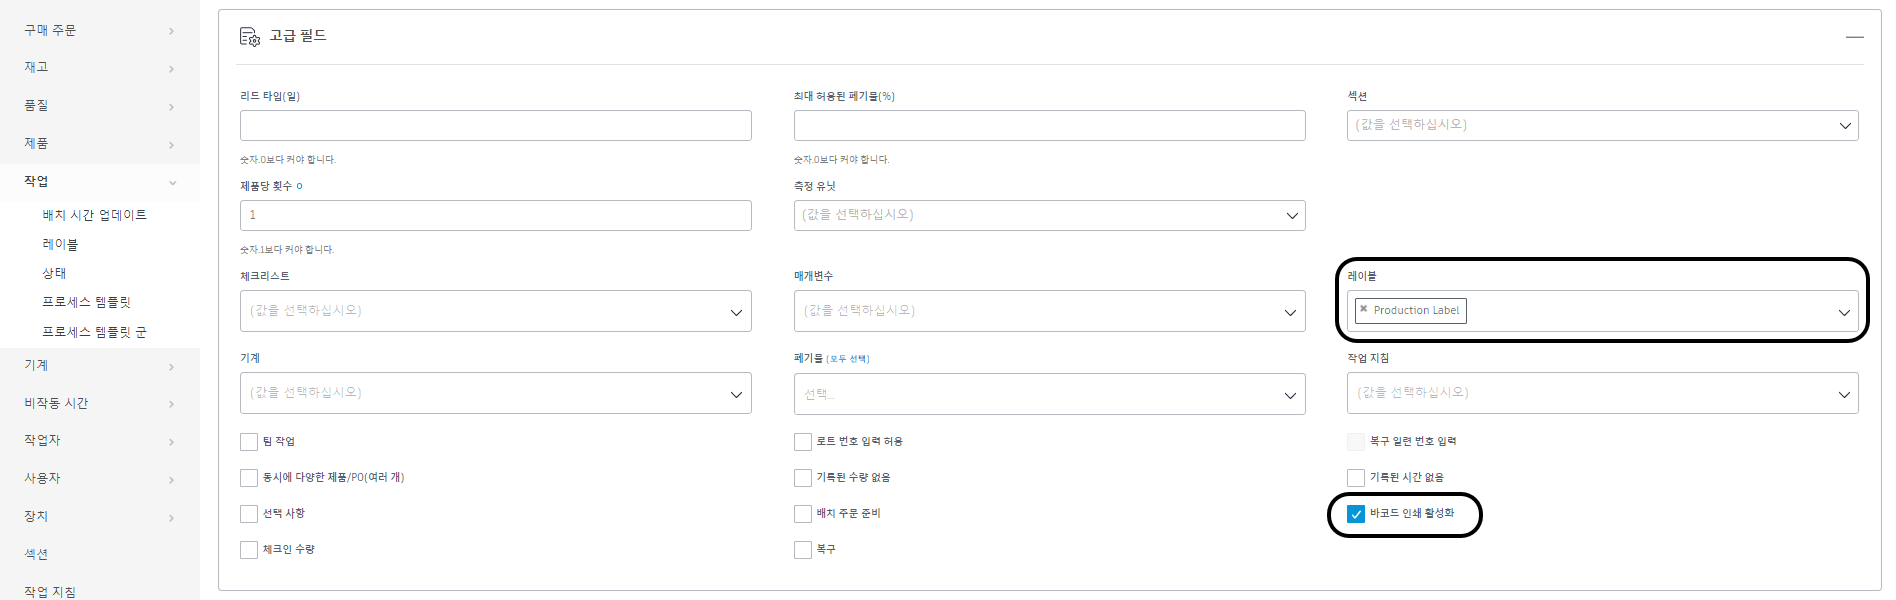 구매 주문
재고
품질
제품
작업
배치 시간 업데이트
레이블
상태
프로세스 템플릿
프로세스 템플릿 군
기계
비작동 시간
작업자
사용자
장치
섹션
작업 지침
고급 필드
리드 타임(일)
최대 허용된 폐기물(%)
섹션
(값을 선택하십시오)
숫자.0보다 커야 합니다.
숫자.0보다 커야 합니다.
제품당 횟수
측정 유닛
1
(값을 선택하십시오)
숫자.1보다 커야 합니다.
체크리스트
매개변수
레이블
(값을 선택하십시오)
(값을 선택하십시오)
Production Label
기계
폐기물 (모두 선택)
작업 지침
(값을 선택하십시오)
선택...
(값을 선택하십시오)
팀 작업
로트 번호 입력 허용
복구 일련 번호 입력
동시에 다양한 제품/PO(여러 개)
기록된 수량 없음
기록된 시간 없음
선택 사항
배치 주문 준비
바코드 인쇄 활성화
체크인 수량
복구